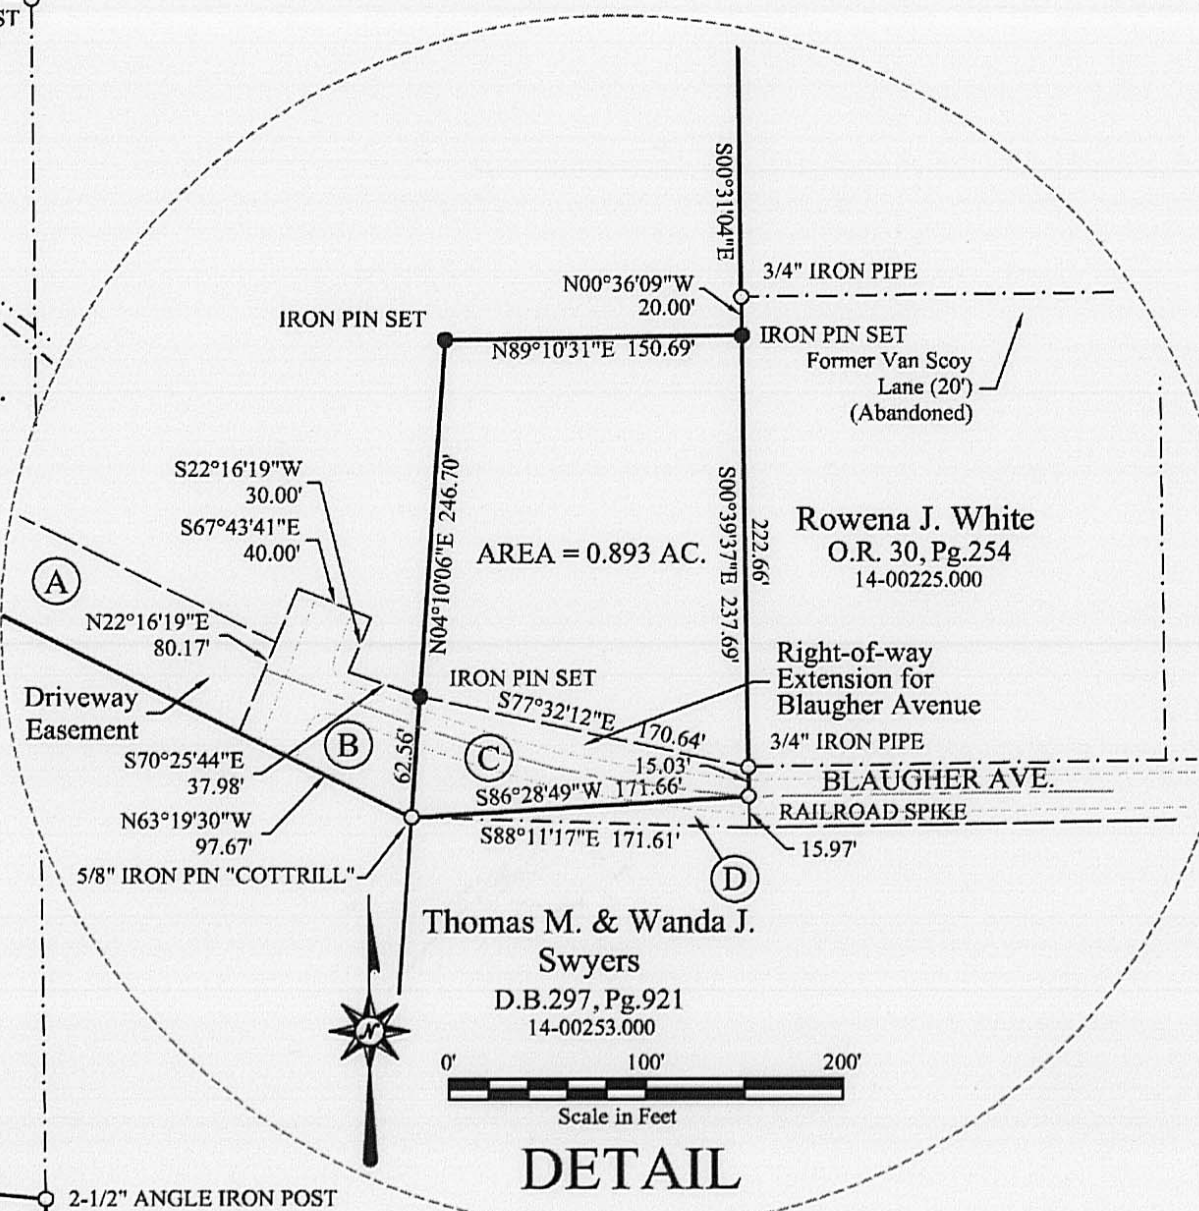 ST
S00°31'04"E
3/4" IRON PIPE
N00°36'09"W
20.00'
IRON PIN SET
N89°10'31"E 150.69'
IRON PIN SET
Former Van Scoy
Lane (20')
(Abandoned)
S22°16'19"W
30.00'
S67°43'41"E
40.00'
N04°10'06"E 246.70'
AREA = 0.893 AC.
S00°39'37"E 237.69'
222.66'
Rowena J. White
O.R. 30, Pg.254
14-00225.000
A
N22°16'19"E
80.17'
Driveway
Easement
IRON PIN SET
S77°32'12"E 170.64'
Right-of-way
Extension for
Blaugher Avenue
3/4" IRON PIPE
B
62.56'
C
15.03'
S70°25'44"E
37.98'
S86°28'49"W 171.66'
BLAUGHER AVE.
RAILROAD SPIKE
N63°19'30"W
97.67'
S88°11'17"E 171.61'
15.97'
5/8" IRON PIN "COTTRILL"
D
Thomas M. & Wanda J.
Swyers
D.B.297, Pg.921
14-00253.000
N
0' 100' 200'
Scale in Feet
DETAIL
2-1/2" ANGLE IRON POST